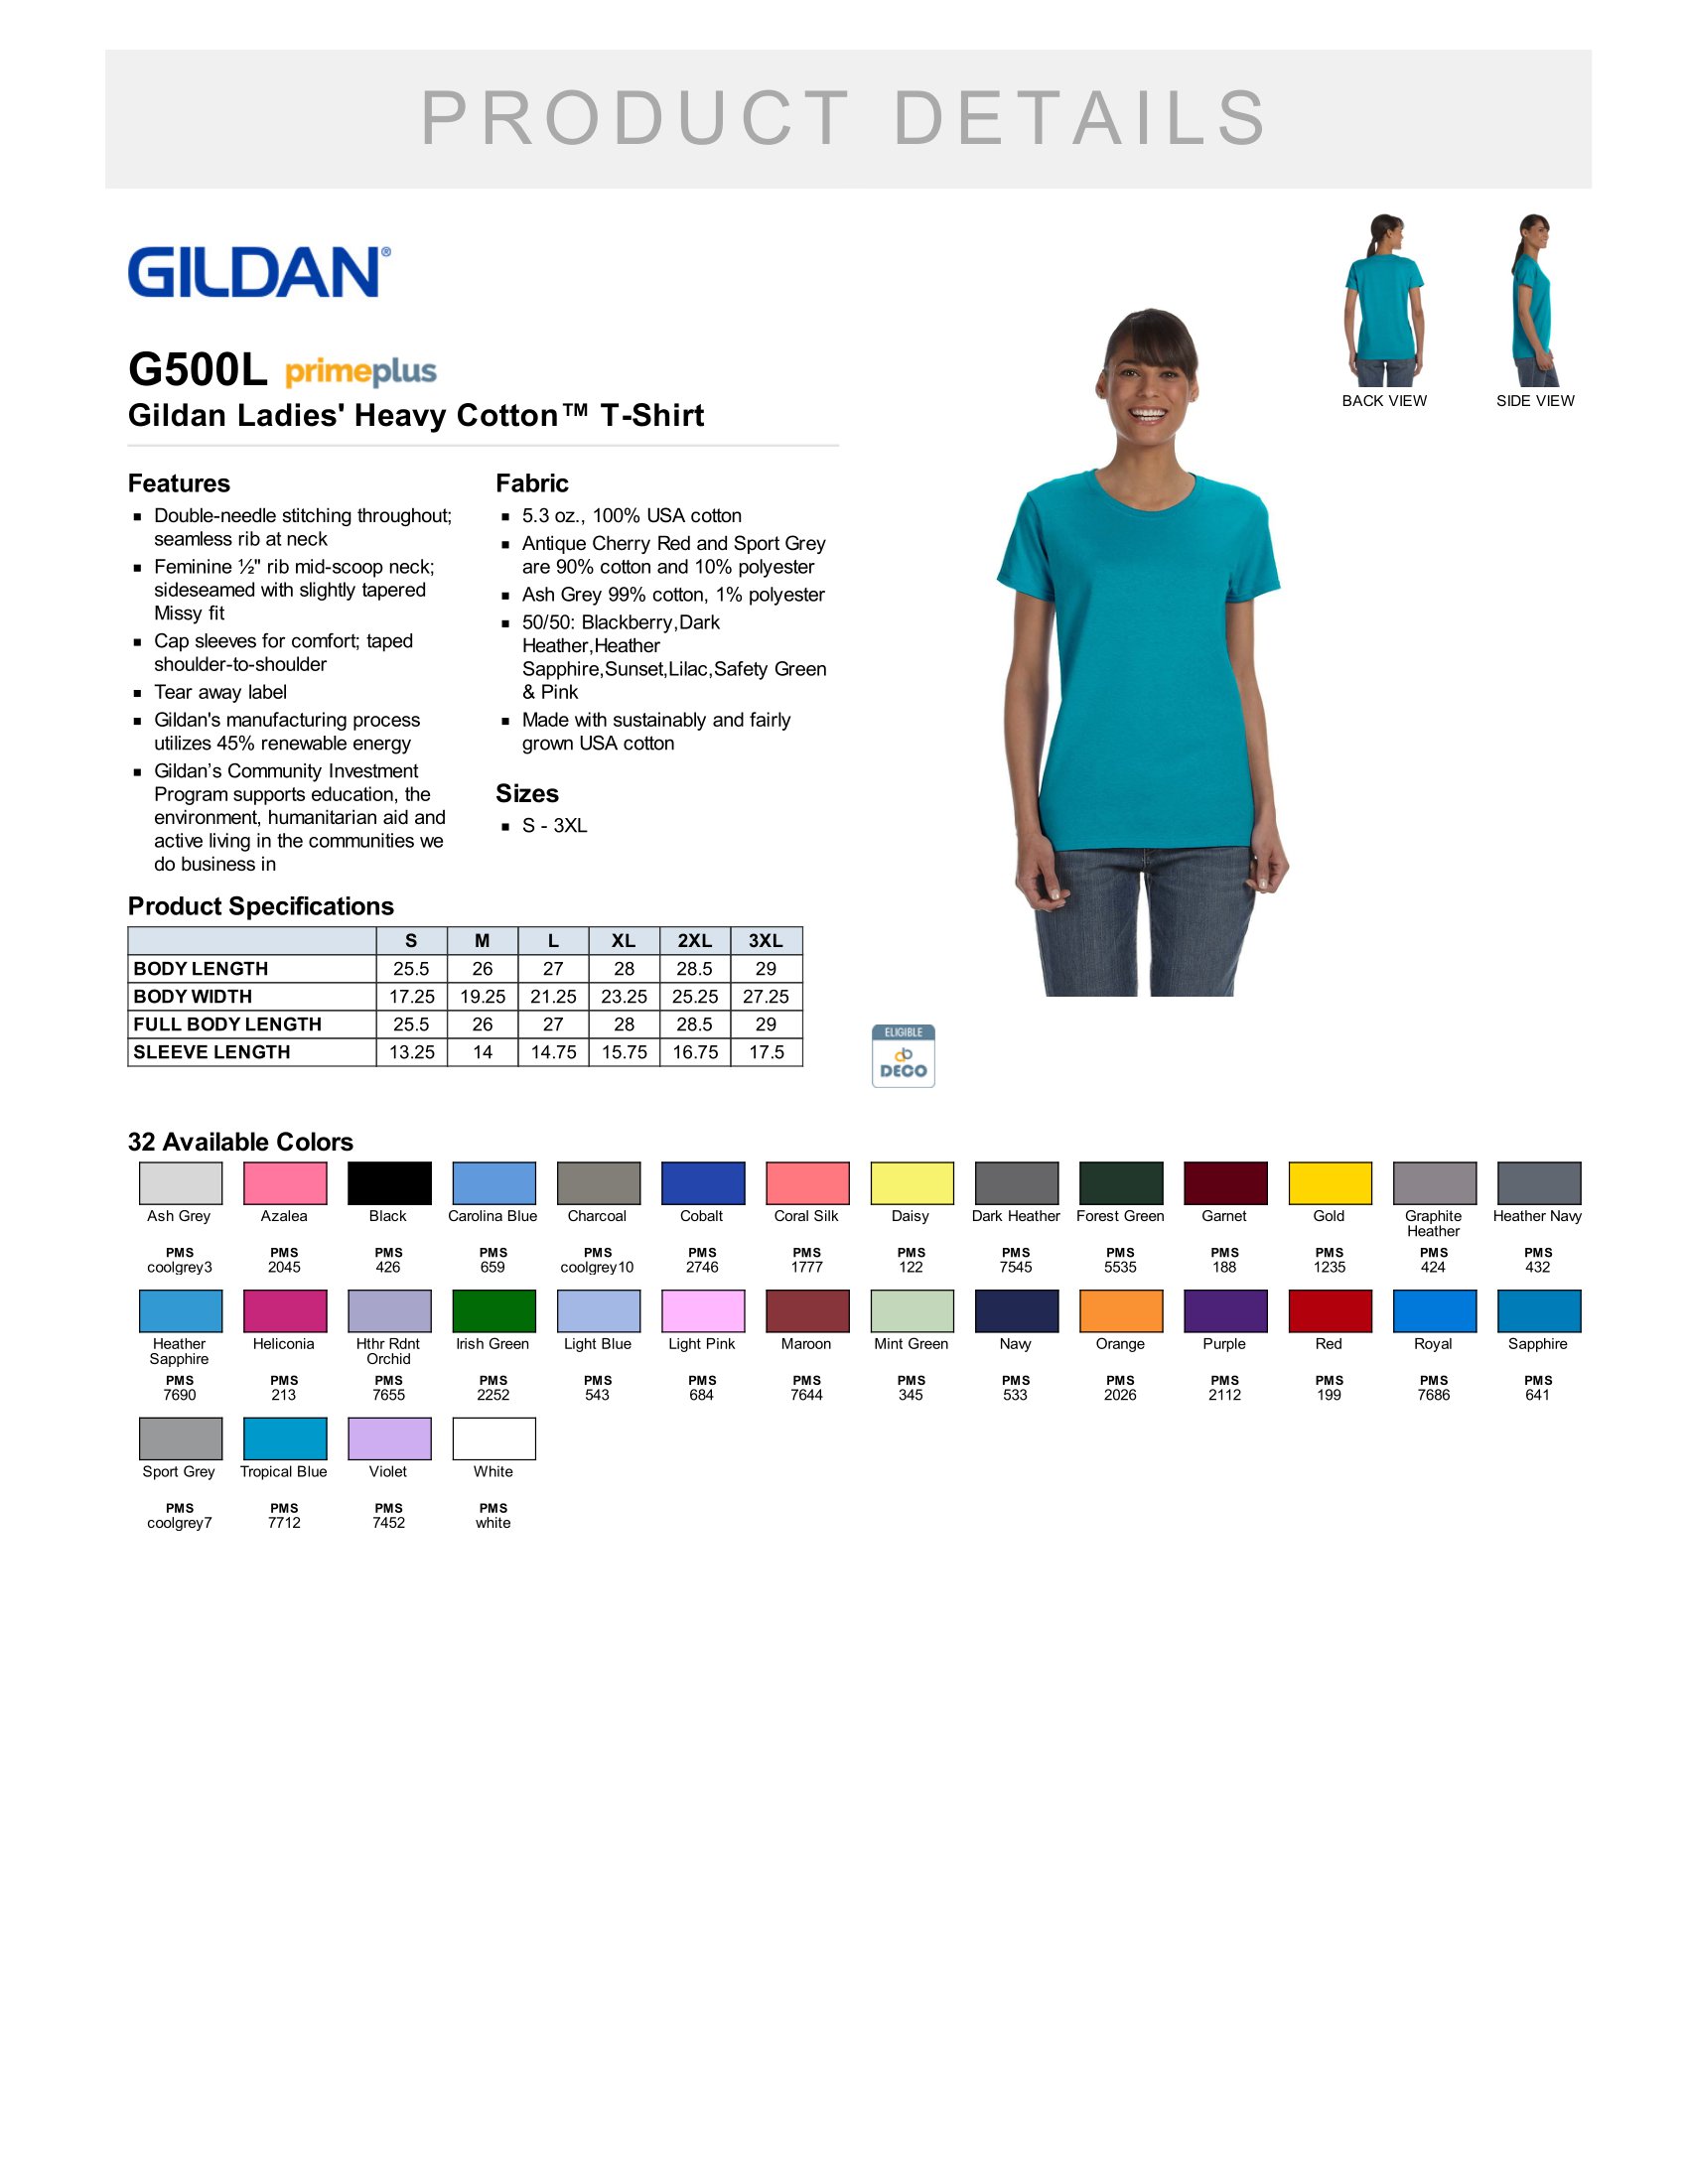 PRODUCT DETAILS
GILDAN®
G500L primeplus
Gildan Ladies' Heavy Cotton™ T-Shirt
BACK VIEW
SIDE VIEW
Features
▪ Double-needle stitching throughout;
seamless rib at neck
▪ Feminine ½" rib mid-scoop neck;
sideseamed with slightly tapered
Missy fit
▪ Cap sleeves for comfort; taped
shoulder-to-shoulder
▪ Tear away label
▪ Gildan's manufacturing process
utilizes 45% renewable energy
▪ Gildan’s Community Investment
Program supports education, the
environment, humanitarian aid and
active living in the communities we
do business in
Fabric
▪ 5.3 oz., 100% USA cotton
▪ Antique Cherry Red and Sport Grey
are 90% cotton and 10% polyester
▪ Ash Grey 99% cotton, 1% polyester
▪ 50/50: Blackberry,Dark
Heather,Heather
Sapphire,Sunset,Lilac,Safety Green
& Pink
▪ Made with sustainably and fairly
grown USA cotton
Sizes
▪ S - 3XL
Product Specifications
S M L XL 2XL 3XL
BODY LENGTH 25.5 26 27 28 28.5 29
BODY WIDTH 17.25 19.25 21.25 23.25 25.25 27.25
FULL BODY LENGTH 25.5 26 27 28 28.5 29
SLEEVE LENGTH 13.25 14 14.75 15.75 16.75 17.5
ELIGIBLE
ab
DECO
32 Available Colors
Ash Grey Azalea Black Carolina Blue Charcoal Cobalt Coral Silk Daisy Dark Heather Forest Green Garnet Gold Graphite Heather Navy
Heather
PMS PMS PMS PMS PMS PMS PMS PMS PMS PMS PMS PMS PMS PMS
coolgrey3 2045 426 659 coolgrey10 2746 1777 122 7545 5535 188 1235 424 432
Heather Heliconia Hthr Rdnt Irish Green Light Blue Light Pink Maroon Mint Green Navy Orange Purple Red Royal Sapphire
Sapphire Orchid
PMS PMS PMS PMS PMS PMS PMS PMS PMS PMS PMS PMS PMS PMS
7690 213 7655 2252 543 684 7644 345 533 2026 2112 199 7686 641
Sport Grey Tropical Blue Violet White
PMS PMS PMS PMS
coolgrey7 7712 7452 white